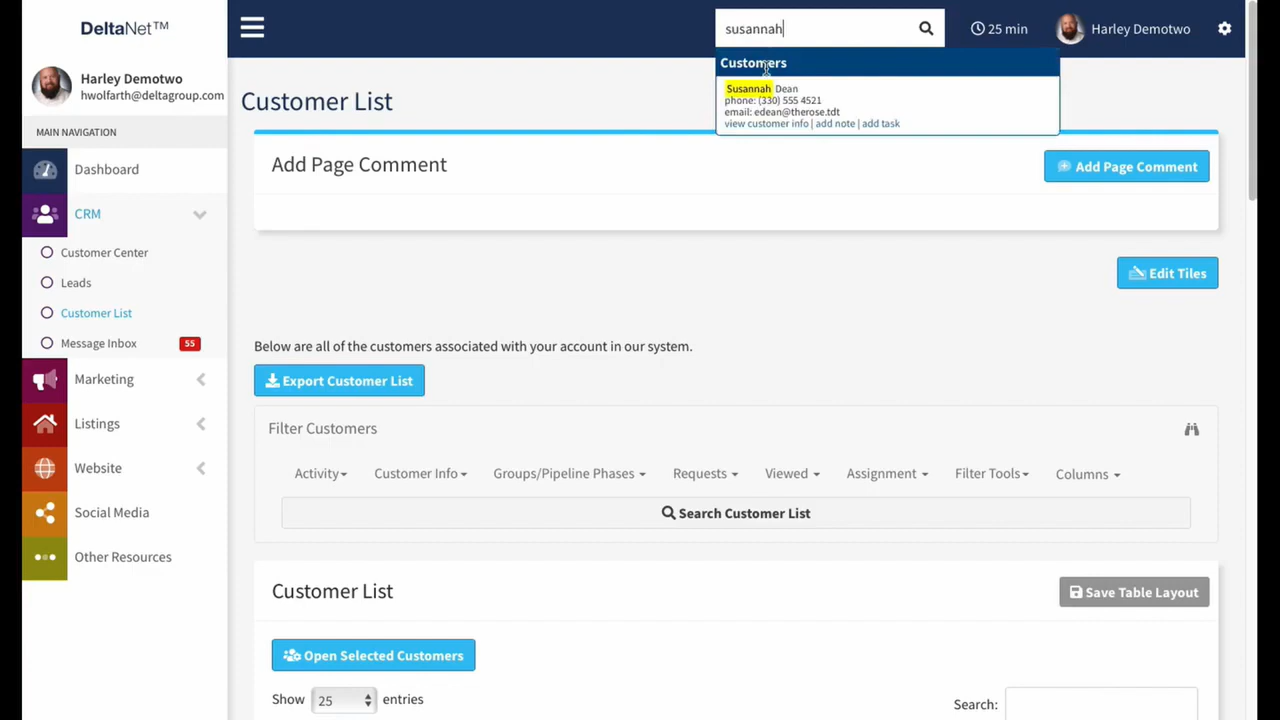 DeltaNet™
susannah
25 min
Harley Demotwo
Harley Demotwo
hwolfarth@deltagroup.com
MAIN NAVIGATION
Dashboard
CRM
Customer Center
Leads
Customer List
Message Inbox 55
Marketing
Listings
Website
Social Media
Other Resources
Customers
Susannah Dean
phone: (330) 555 4521
email: edean@therose.tdt
view customer info | add note | add task
Customer List
Add Page Comment
Add Page Comment
Edit Tiles
Below are all of the customers associated with your account in our system.
Export Customer List
Filter Customers
Activity Customer Info Groups/Pipeline Phases Requests Viewed Assignment Filter Tools Columns
Search Customer List
Customer List
Save Table Layout
Open Selected Customers
Show 25 entries
Search: